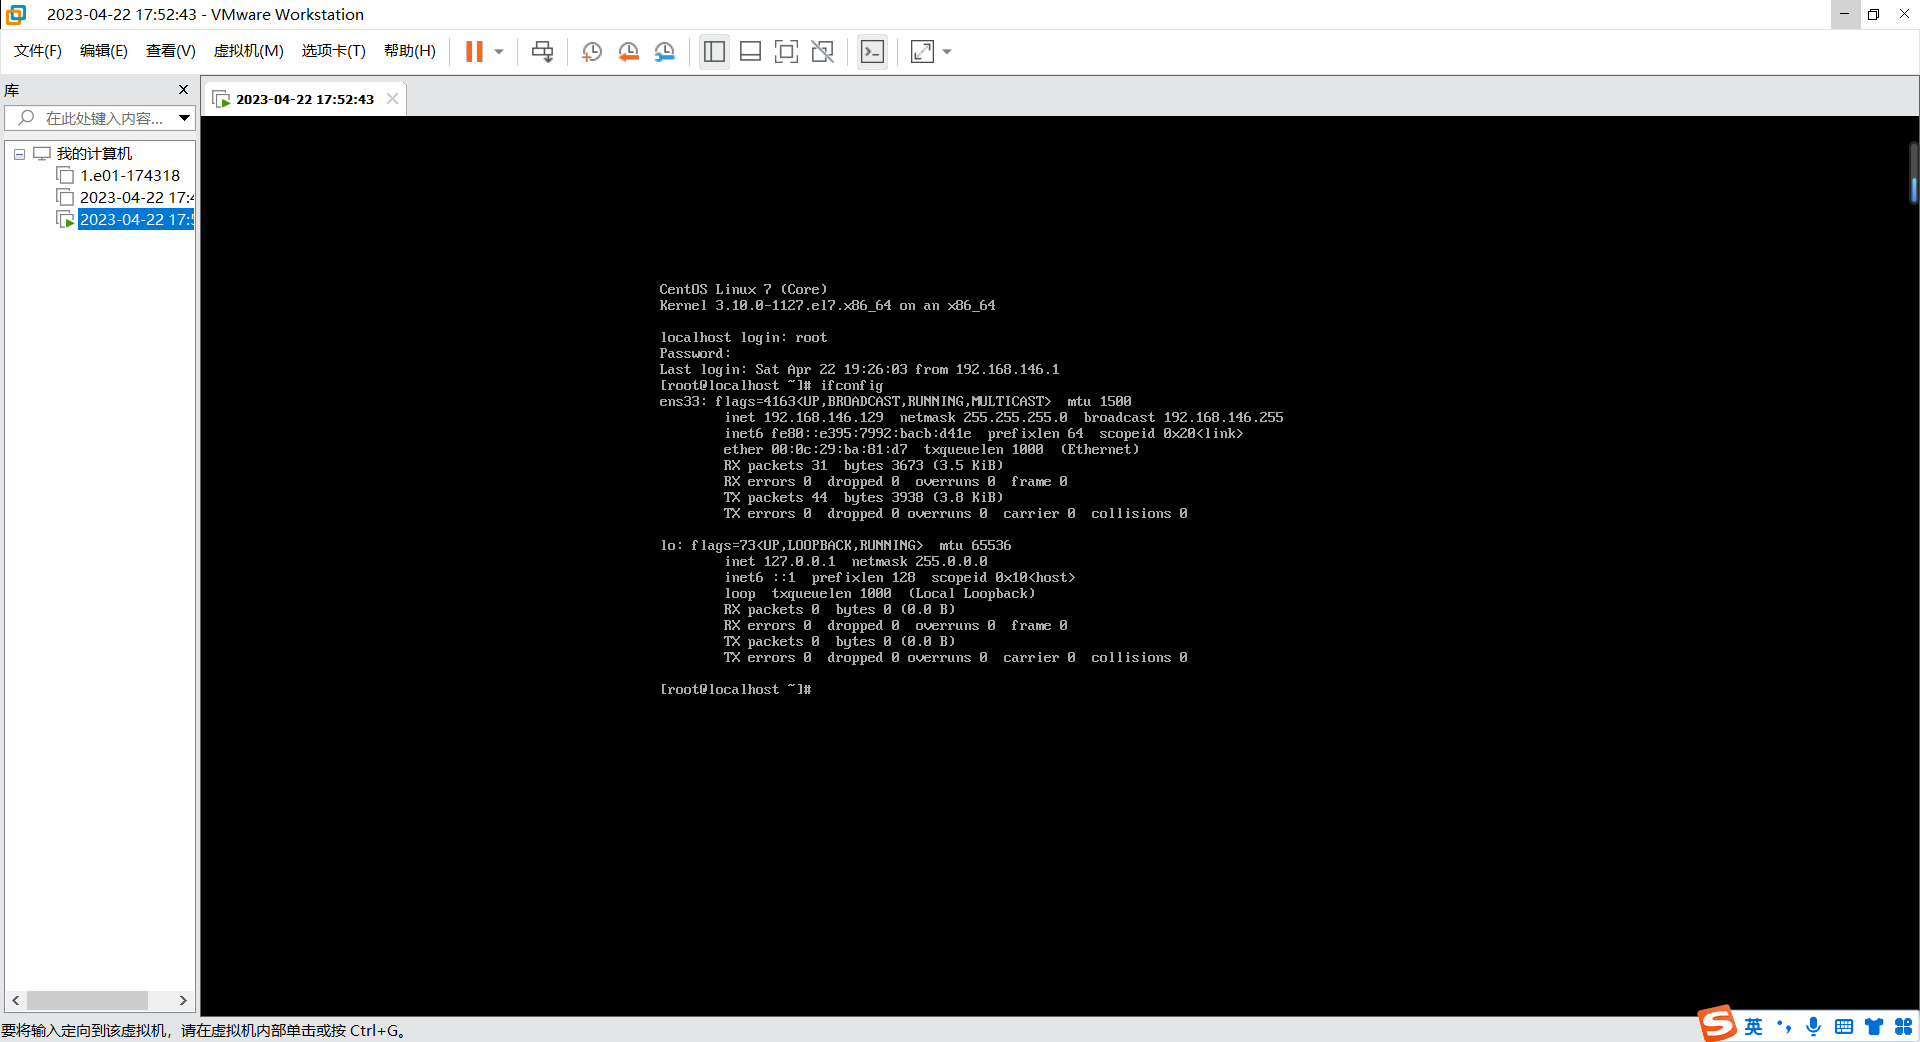 2023-04-22 17:52:43 - VMware Workstation
文件(F) 编辑(E) 查看(V) 虚拟机(M) 选项卡(T) 帮助(H)
库
2023-04-22 17:52:43
在此处键入内容...
我的计算机
1.e01-174318
2023-04-22 17:4
2023-04-22 17:5
CentOS Linux 7 (Core)
Kernel 3.10.0-1127.el7.x86_64 on an x86_64
localhost login: root
Password:
Last login: Sat Apr 22 19:26:03 from 192.168.146.1
[root@localhost ~]# ifconfig
ens33: flags=4163<UP,BROADCAST,RUNNING,MULTICAST>  mtu 1500
inet 192.168.146.129  netmask 255.255.255.0  broadcast 192.168.146.255
inet6 fe80::e395:7992:bacb:d41e  prefixlen 64  scopeid 0x20<link>
ether 00:0c:29:ba:81:d7  txqueuelen 1000  (Ethernet)
RX packets 31  bytes 3673 (3.5 KiB)
RX errors 0  dropped 0  overruns 0  frame 0
TX packets 44  bytes 3938 (3.8 KiB)
TX errors 0  dropped 0 overruns 0  carrier 0  collisions 0
lo: flags=73<UP,LOOPBACK,RUNNING>  mtu 65536
inet 127.0.0.1  netmask 255.0.0.0
inet6 ::1  prefixlen 128  scopeid 0x10<host>
loop  txqueuelen 1000  (Local Loopback)
RX packets 0  bytes 0 (0.0 B)
RX errors 0  dropped 0  overruns 0  frame 0
TX packets 0  bytes 0 (0.0 B)
TX errors 0  dropped 0 overruns 0  carrier 0  collisions 0
[root@localhost ~]#
要将输入定向到该虚拟机，请在虚拟机内部单击或按 Ctrl+G。
英